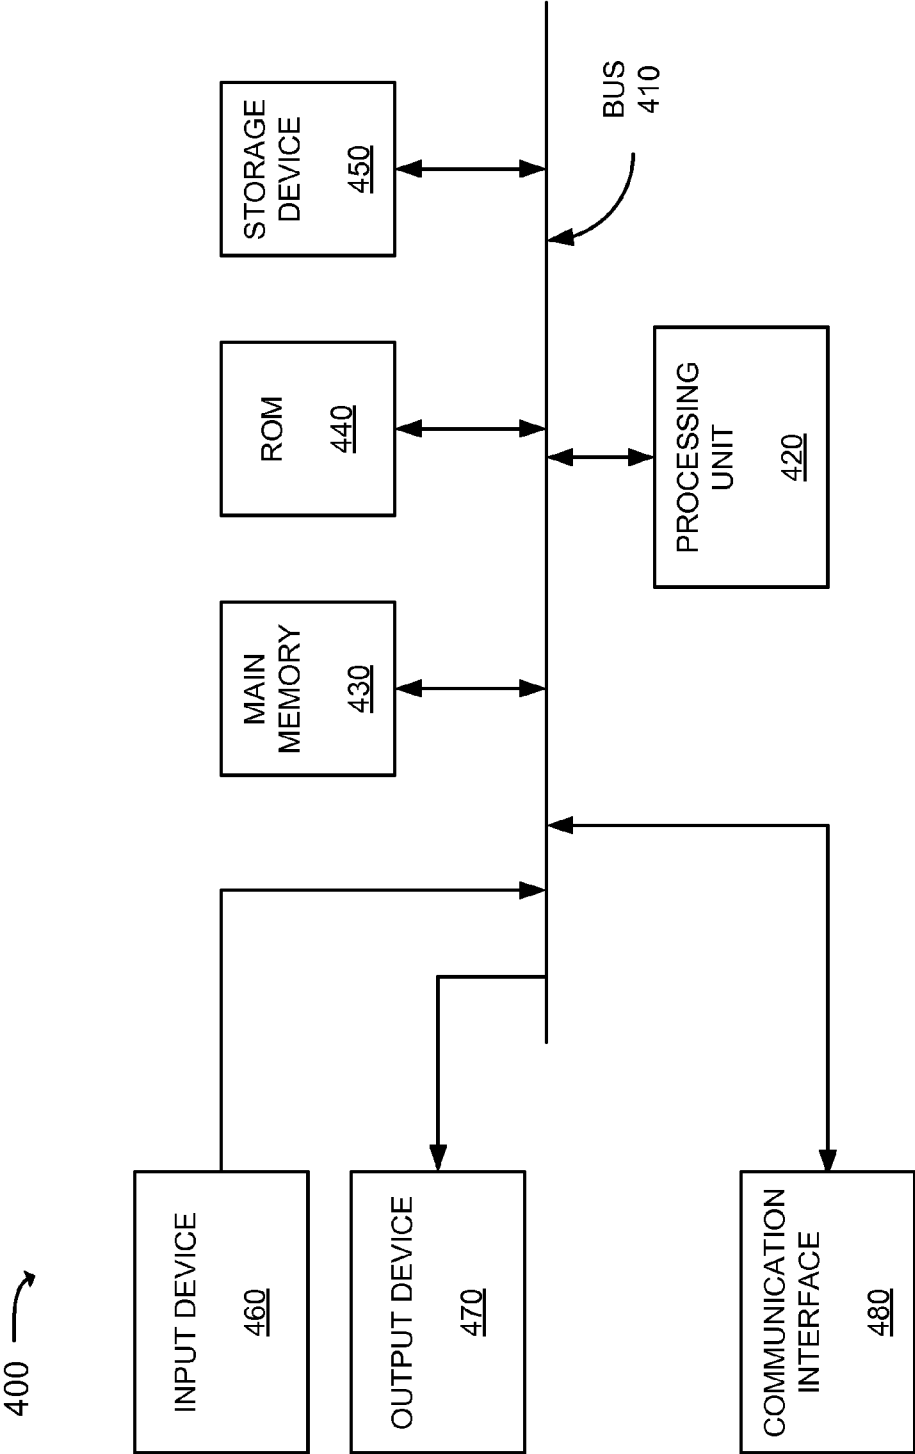 400
INPUT DEVICE
460
MAIN
MEMORY
430
ROM
440
STORAGE
DEVICE
450
OUTPUT DEVICE
470
BUS
410
PROCESSING
UNIT
420
COMMUNICATION
INTERFACE
480